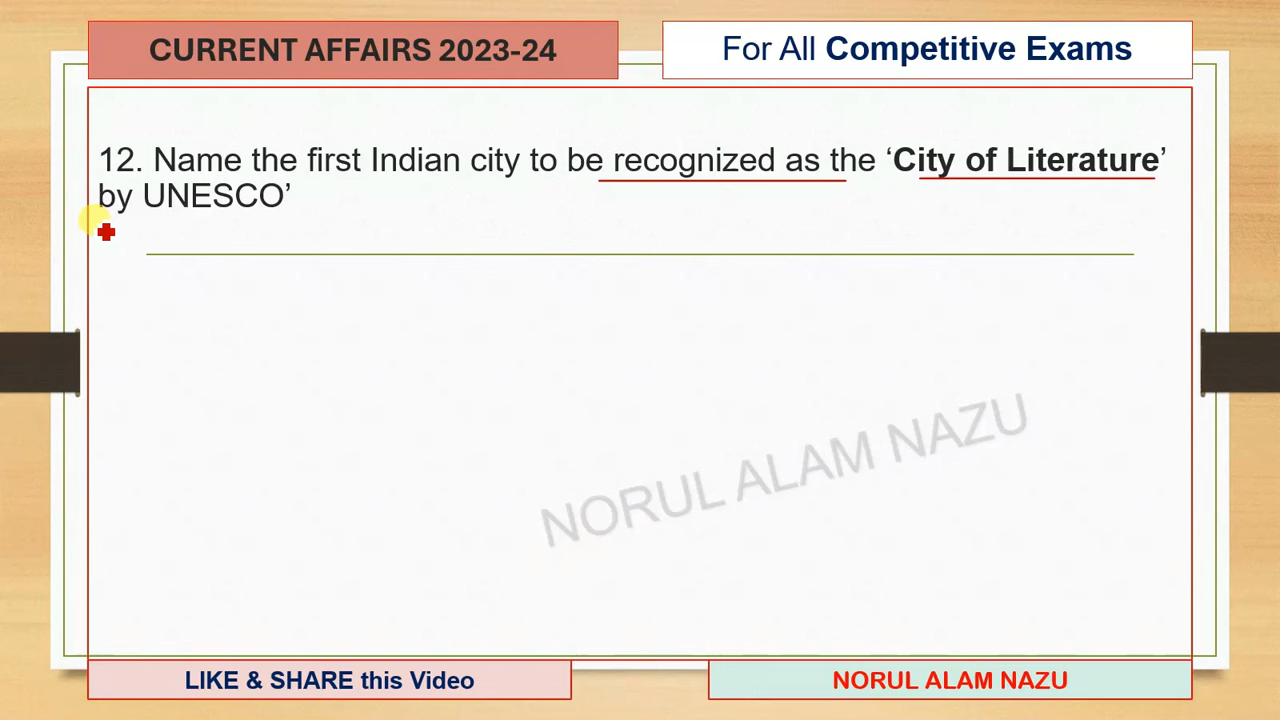 CURRENT AFFAIRS 2023-24
For All Competitive Exams
12. Name the first Indian city to be recognized as the ‘City of Literature’
by UNESCO’
NORUL ALAM NAZU
LIKE & SHARE this Video
NORUL ALAM NAZU